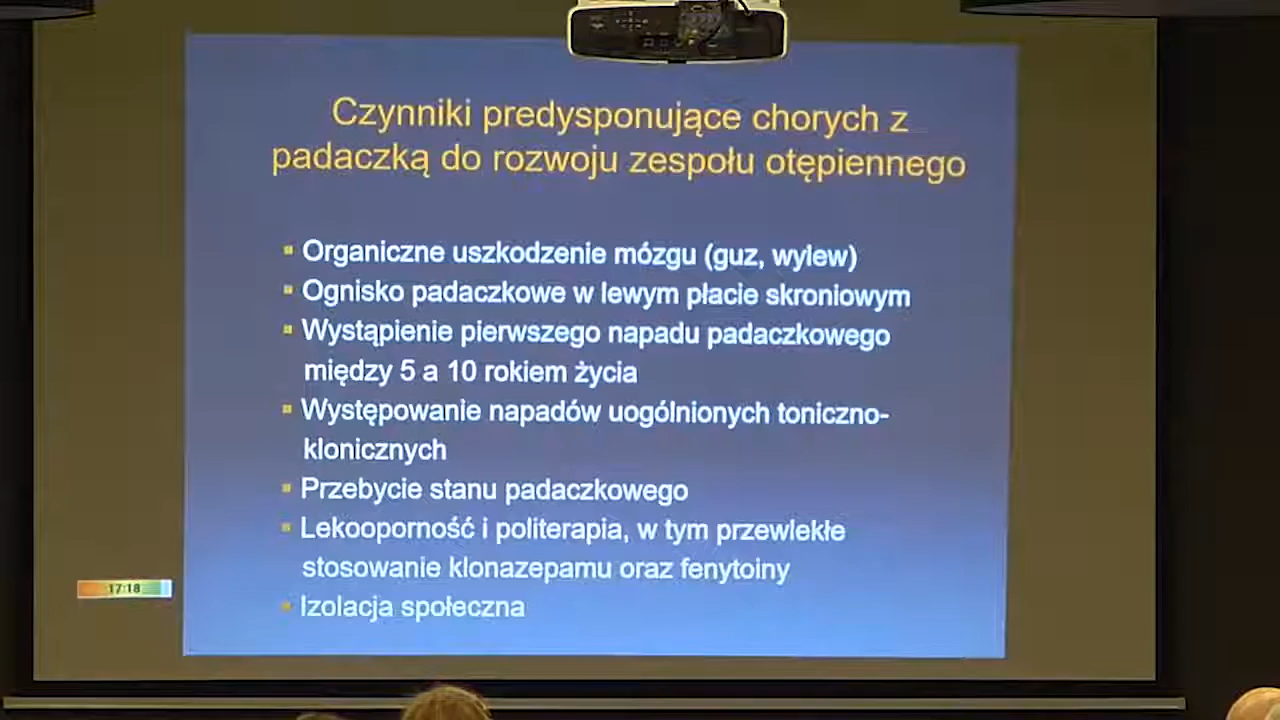 Czynniki predysponujące chorych z
padaczką do rozwoju zespołu otępiennego
Organiczne uszkodzenie mózgu (guz, wylew)
Ognisko padaczkowe w lewym płacie skroniowym
Wystąpienie pierwszego napadu padaczkowego
między 5 a 10 rokiem życia
Występowanie napadów uogólnionych toniczno-
klonicznych
Przebycie stanu padaczkowego
Lekooporność i politerapia, w tym przewlekłe
stosowanie klonazepamu oraz fenytoiny
Izolacja społeczna
17:18